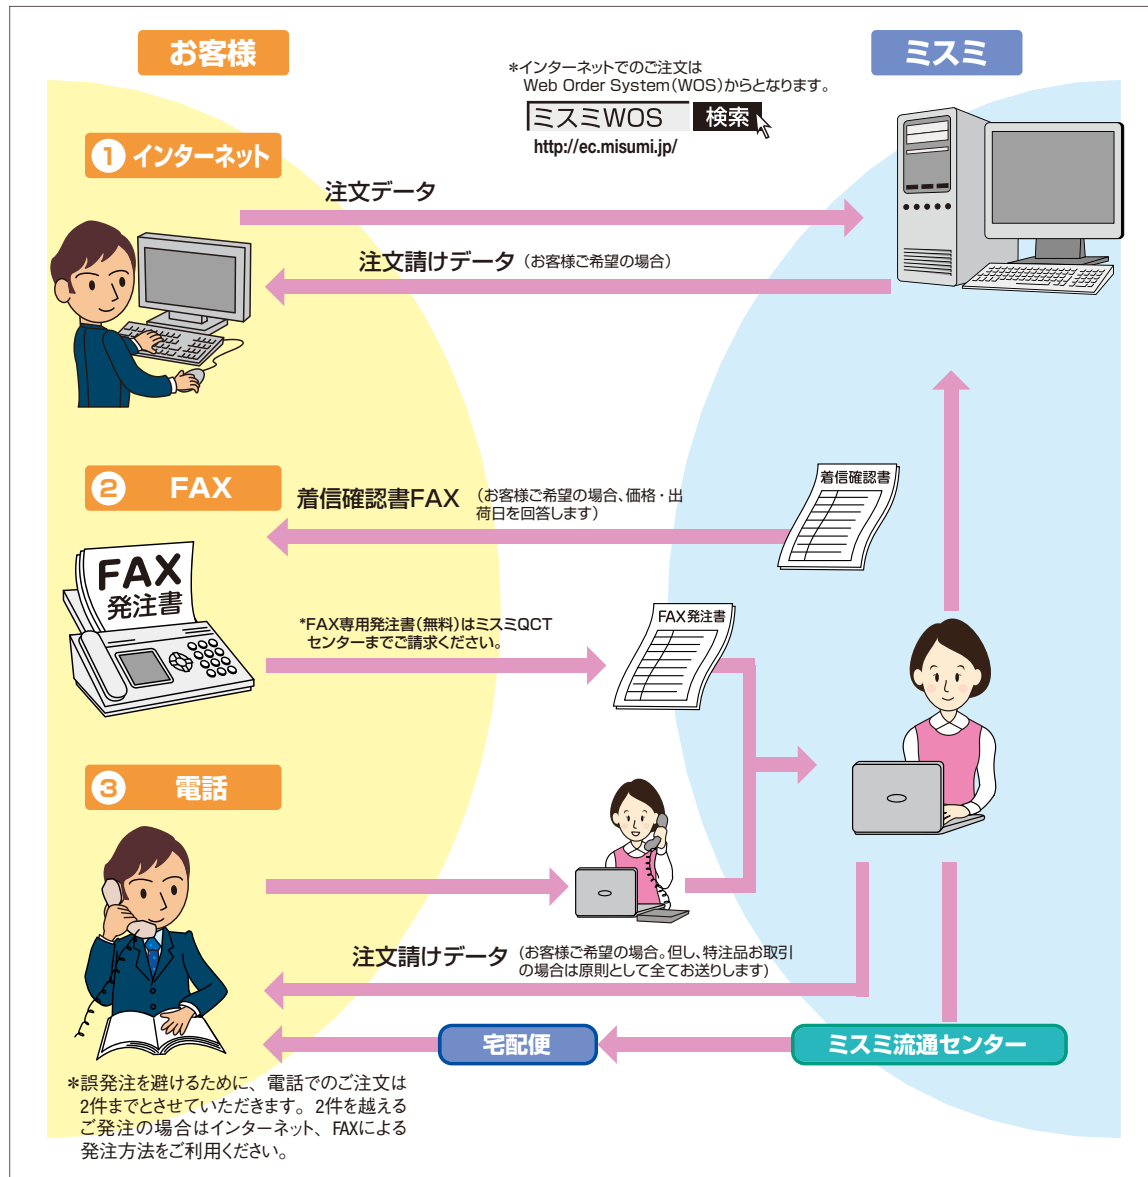 お客様
ミスミ
*インターネットでのご注文は
Web Order System(WOS)からとなります。
ミスミWOS 検索
http://ec.misumi.jp/
1 インターネット
注文データ
注文請けデータ (お客様ご希望の場合)
2 FAX
着信確認書FAX (お客様ご希望の場合、価格・出
荷日を回答します)
着信確認書
FAX
発注書
*FAX専用発注書(無料)はミスミQCT
センターまでご請求ください。
FAX発注書
3 電話
注文請けデータ (お客様ご希望の場合。但し、特注品お取引
の場合は原則として全てお送りします)
宅配便
ミスミ流通センター
*誤発注を避けるために、電話でのご注文は
2件までとさせていただきます。2件を越える
ご発注の場合はインターネット、FAXによる
発注方法をご利用ください。